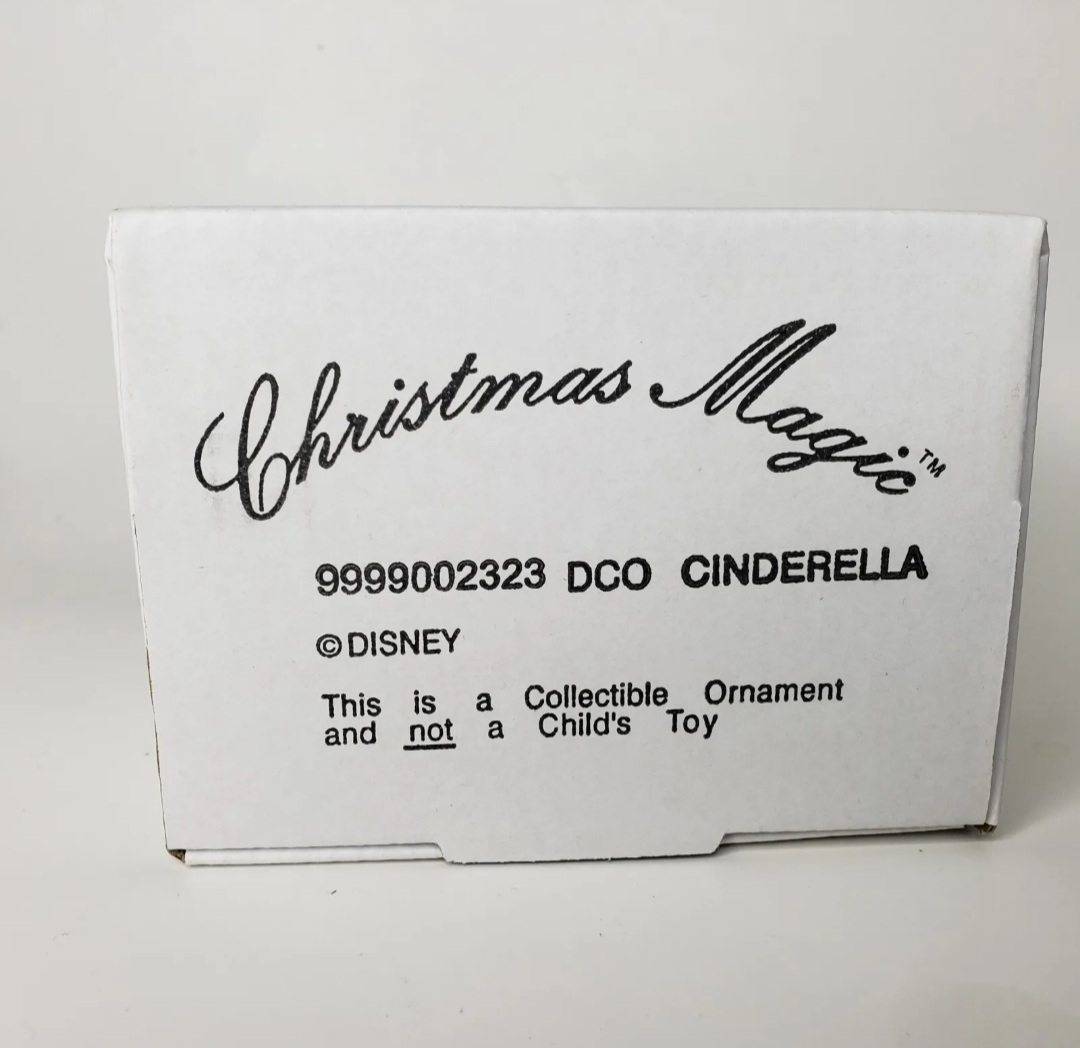 Christmas Magic™
9999002323 DCO CINDERELLA
©DISNEY
This is a Collectible Ornament
and not a Child's Toy